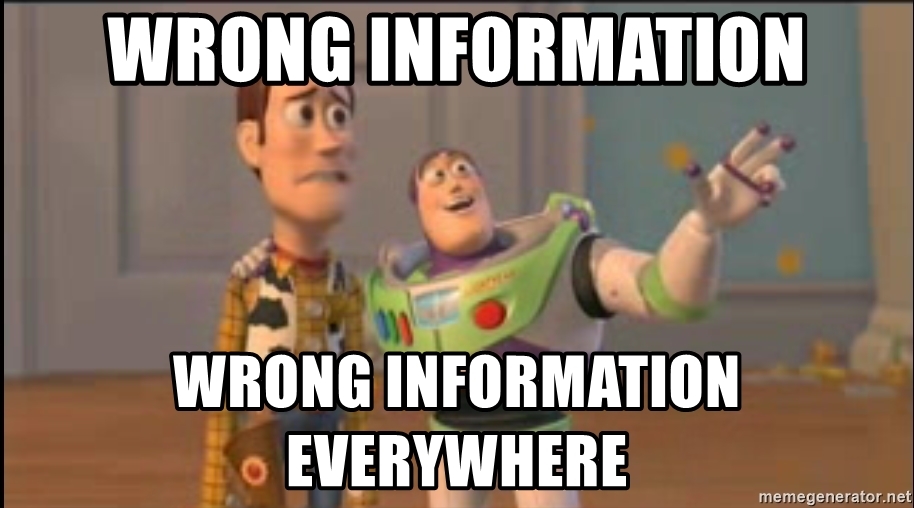 WRONG INFORMATION
WRONG INFORMATION
EVERYWHERE
memegenerator.net